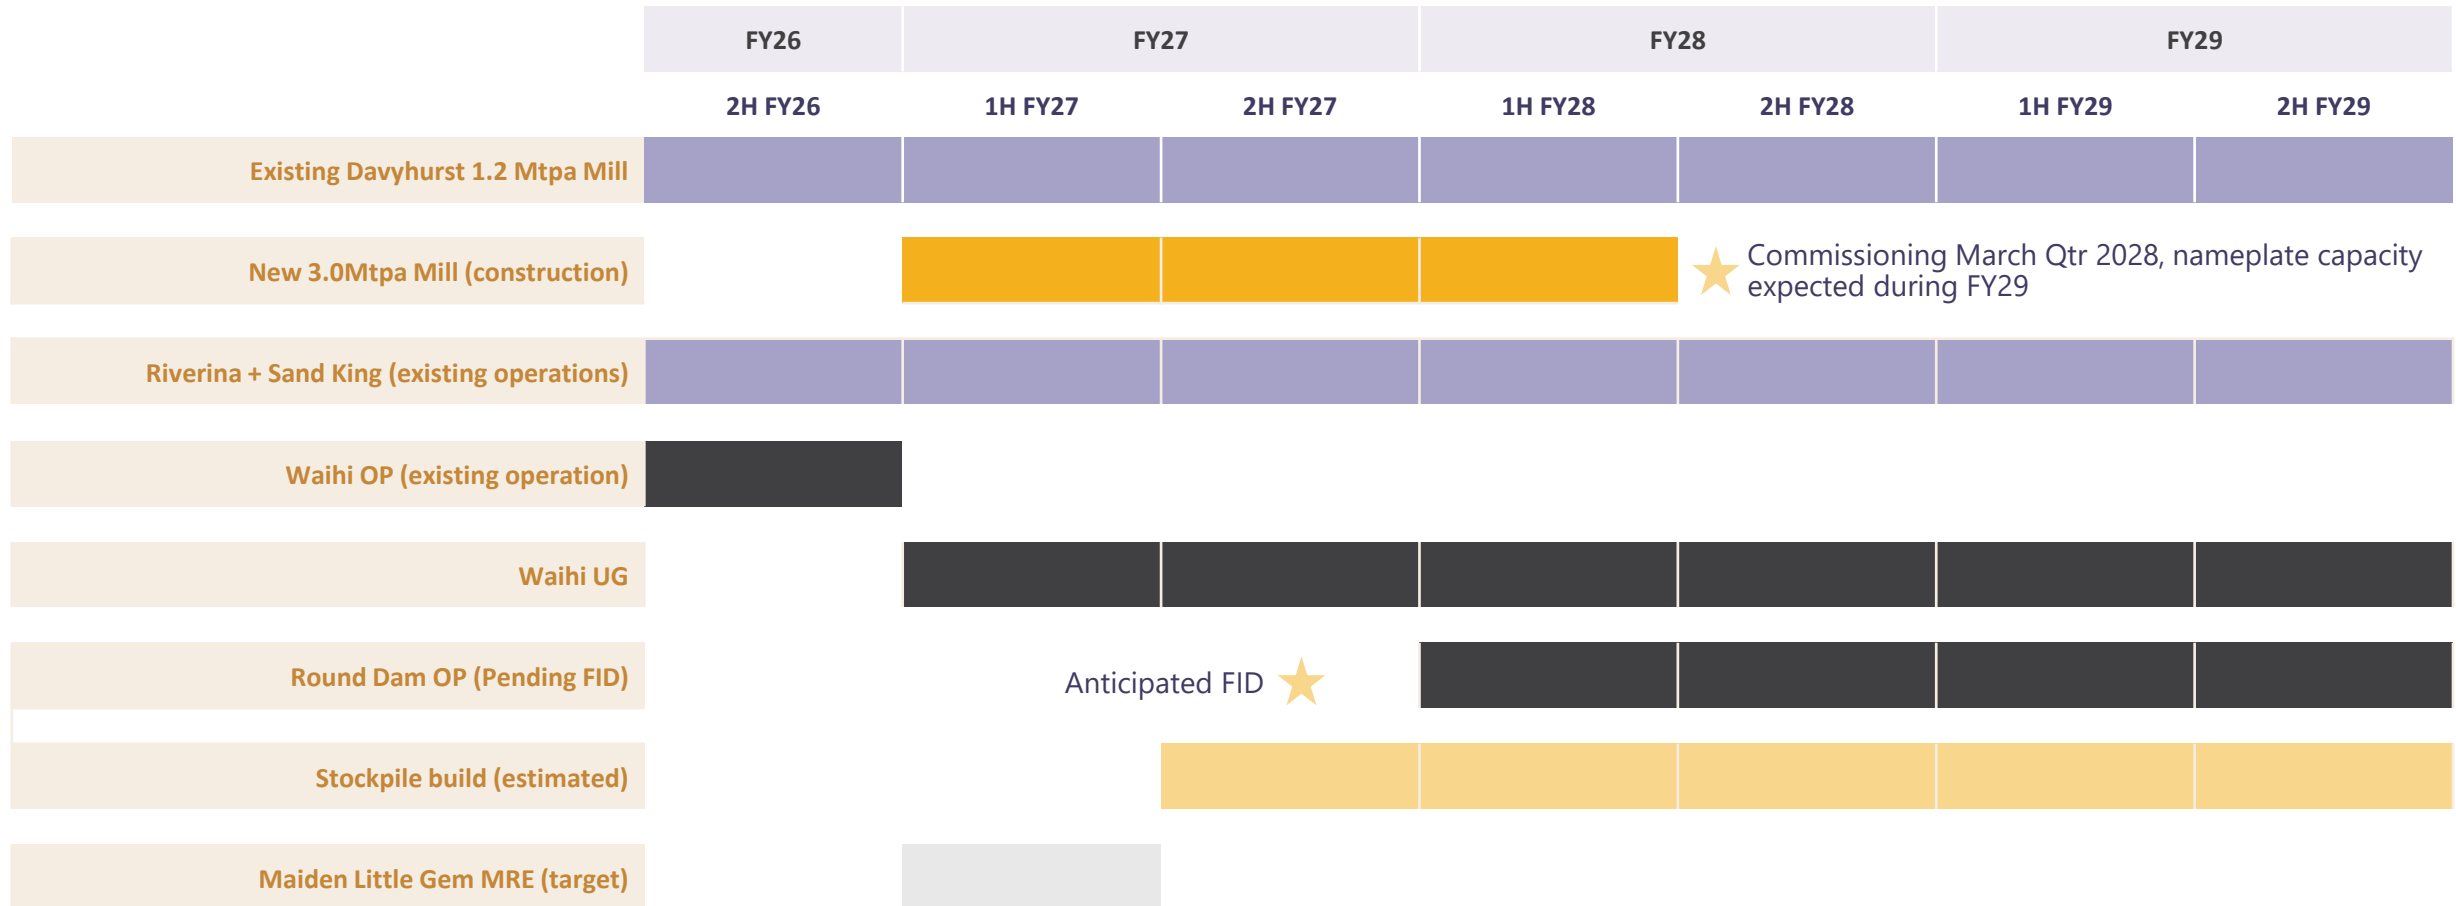 FY26 FY27 FY28 FY29
2H FY26 1H FY27 2H FY27 1H FY28 2H FY28 1H FY29 2H FY29
Existing Davyhurst 1.2 Mtpa Mill
New 3.0Mtpa Mill (construction)
Commissioning March Qtr 2028, nameplate capacity
expected during FY29
Riverina + Sand King (existing operations)
Waihi OP (existing operation)
Waihi UG
Round Dam OP (Pending FID)
Anticipated FID
Stockpile build (estimated)
Maiden Little Gem MRE (target)